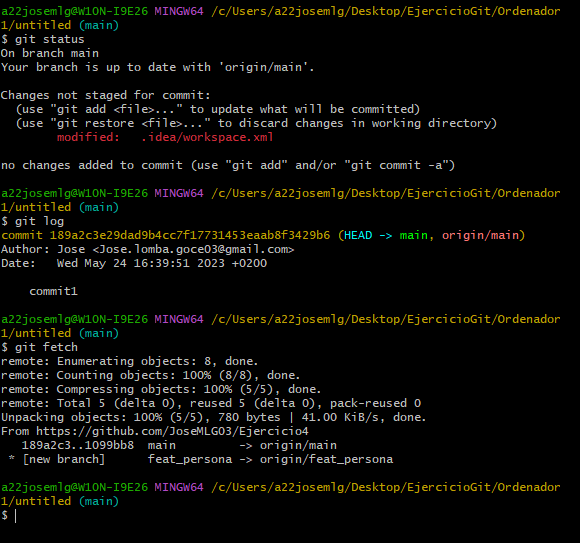 a22josemlg@W10N-I9E26 MINGW64 /c/Users/a22josemlg/Desktop/EjercicioGit/Ordenador
1/untitled (main)
$ git status
On branch main
Your branch is up to date with 'origin/main'.
Changes not staged for commit:
  (use "git add <file>..." to update what will be committed)
  (use "git restore <file>..." to discard changes in working directory)
        modified:   .idea/workspace.xml
no changes added to commit (use "git add" and/or "git commit -a")
a22josemlg@W10N-I9E26 MINGW64 /c/Users/a22josemlg/Desktop/EjercicioGit/Ordenador
1/untitled (main)
$ git log
commit 189a2c3e29dad9b4cc7f17731453eaab8f3429b6 (HEAD -> main, origin/main)
Author: Jose <Jose.lomba.goce03@gmail.com>
Date:   Wed May 24 16:39:51 2023 +0200
    commit1
a22josemlg@W10N-I9E26 MINGW64 /c/Users/a22josemlg/Desktop/EjercicioGit/Ordenador
1/untitled (main)
$ git fetch
remote: Enumerating objects: 8, done.
remote: Counting objects: 100% (8/8), done.
remote: Compressing objects: 100% (5/5), done.
remote: Total 5 (delta 0), reused 5 (delta 0), pack-reused 0
Unpacking objects: 100% (5/5), 780 bytes | 41.00 KiB/s, done.
From https://github.com/JoseMLG03/Ejercicio4
   189a2c3..1099bb8  main         -> origin/main
 * [new branch]      feat_persona -> origin/feat_persona
a22josemlg@W10N-I9E26 MINGW64 /c/Users/a22josemlg/Desktop/EjercicioGit/Ordenador
1/untitled (main)
$